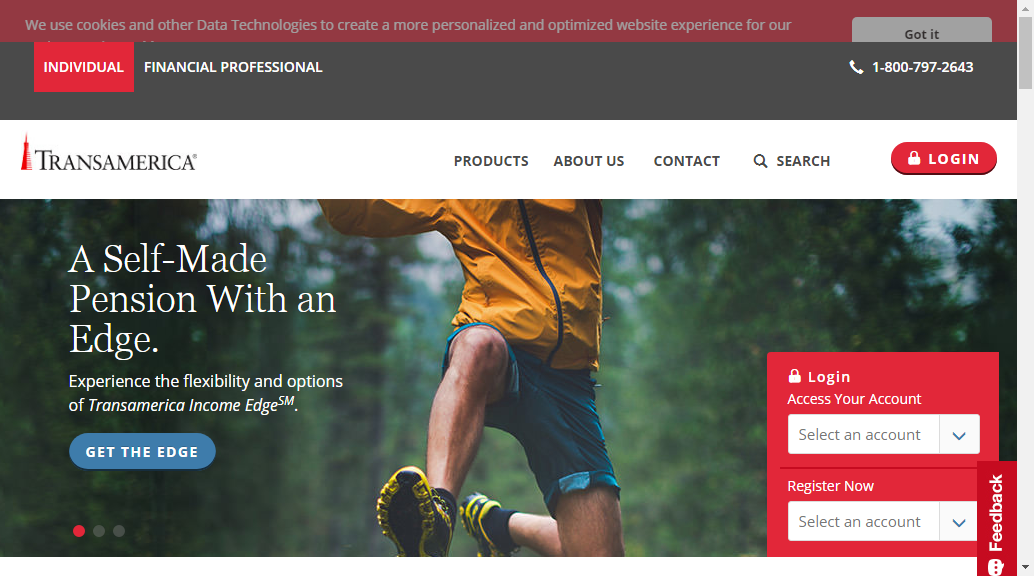 We use cookies and other Data Technologies to create a more personalized and optimized website experience for our
Got it
INDIVIDUAL
FINANCIAL PROFESSIONAL
1-800-797-2643
TRANSAMERICA®
PRODUCTS
ABOUT US
CONTACT
SEARCH
LOGIN
A Self-Made
Pension With an
Edge.
Experience the flexibility and options
of Transamerica Income Edge℠.
GET THE EDGE
Login
Access Your Account
Select an account
Register Now
Select an account
Feedback